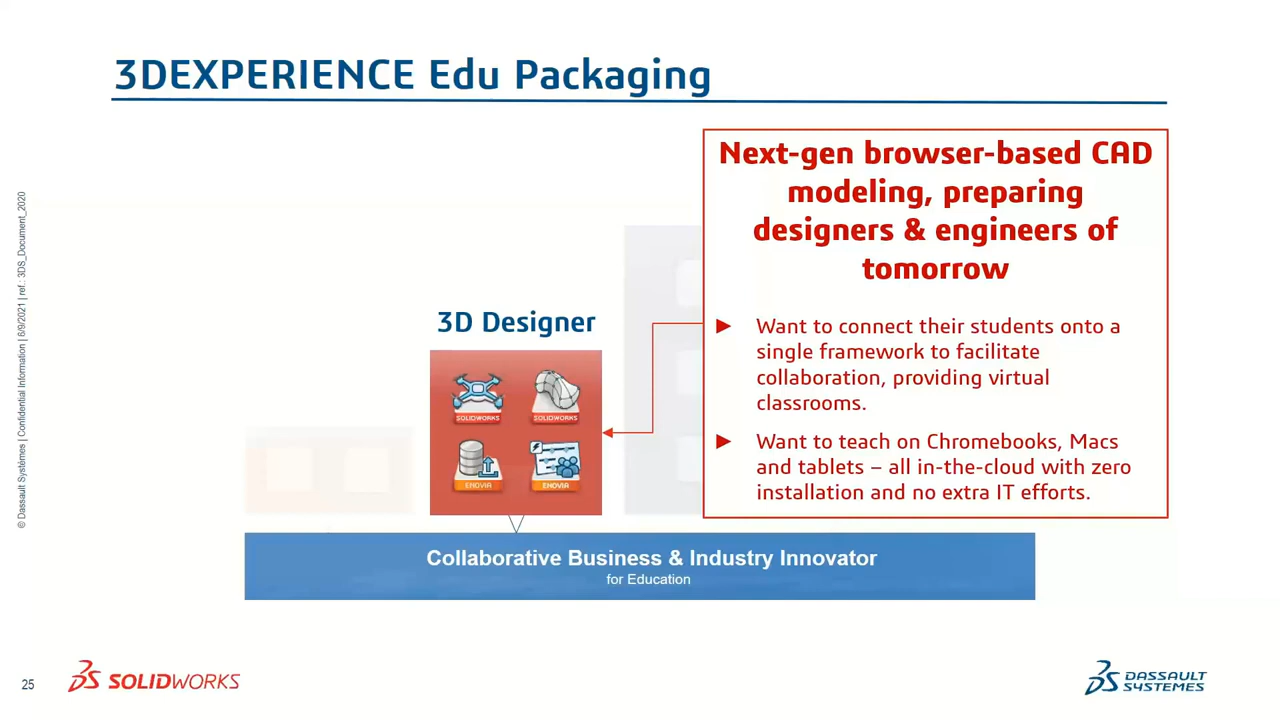 3DEXPERIENCE Edu Packaging
Next-gen browser-based CAD
modeling, preparing
designers & engineers of
tomorrow
► Want to connect their students onto a
single framework to facilitate
collaboration, providing virtual
classrooms.
► Want to teach on Chromebooks, Macs
and tablets – all in-the-cloud with zero
installation and no extra IT efforts.
3D Designer
SOLIDWORKS
SOLIDWORKS
ENOVIA
ENOVIA
Collaborative Business & Industry Innovator
for Education
© Dassault Systèmes | Confidential Information | 6/9/2021 | ref.: 3DS_Document_2020
25
SOLIDWORKS
DASSAULT
SYSTEMES